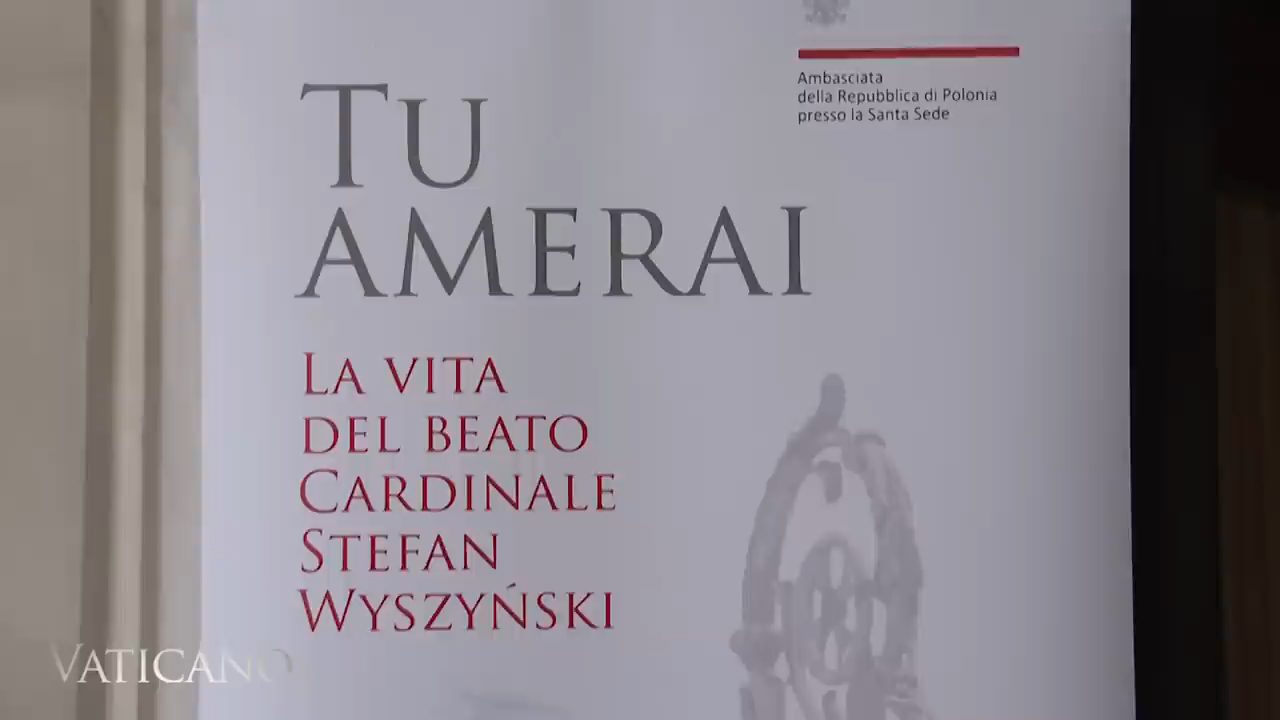 Ambasciata
della Repubblica di Polonia
presso la Santa Sede
TU
AMERAI
LA VITA
DEL BEATO
CARDINALE
STEFAN
WYSZYŃSKI
VATICANO